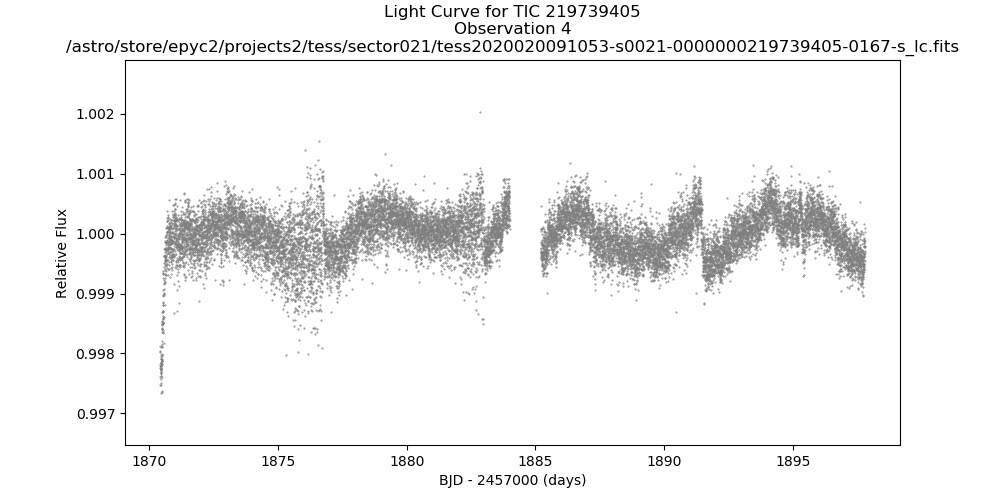 Light Curve for TIC 219739405
Observation 4
/astro/store/epyc2/projects2/tess/sector021/tess2020020091053-s0021-0000000219739405-0167-s_lc.fits
1.002
1.001
1.000
0.999
0.998
0.997
Relative Flux
1870 1875 1880 1885 1890 1895
BJD - 2457000 (days)